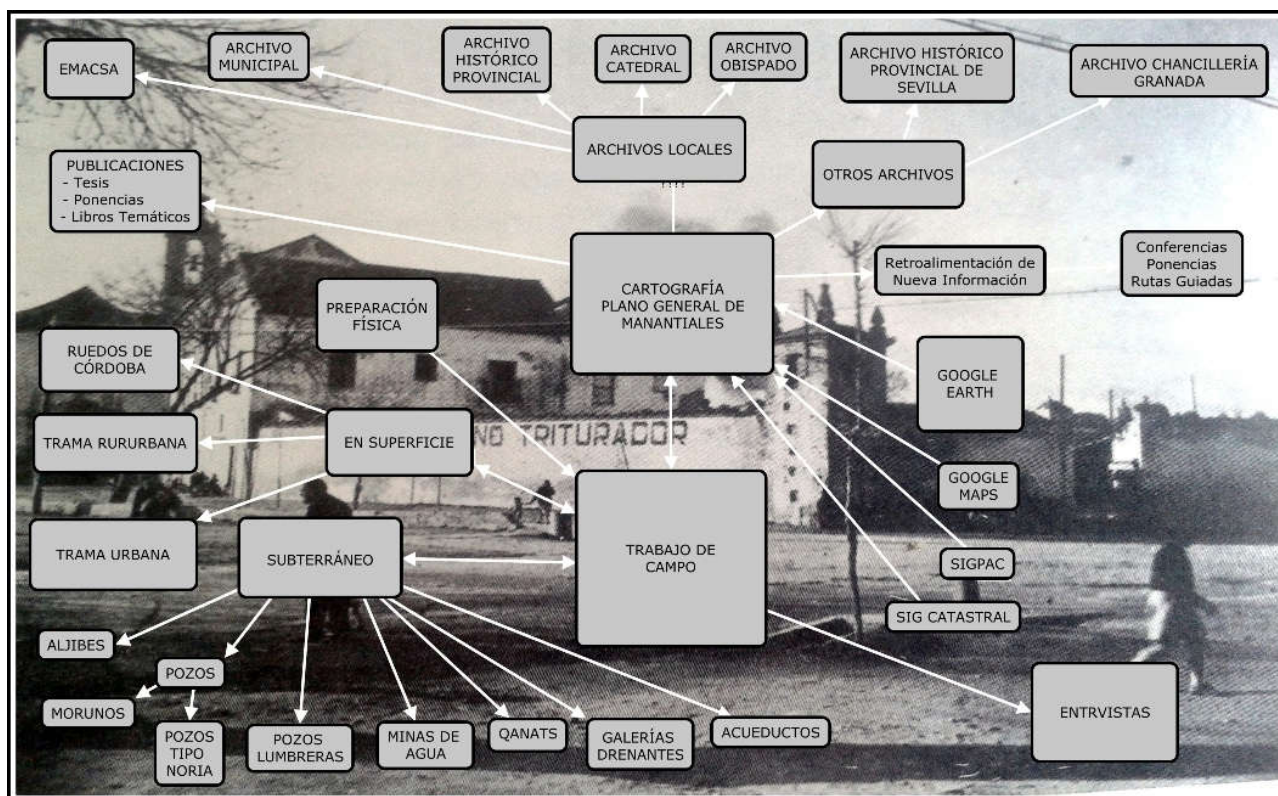 EMACSA
ARCHIVO
MUNICIPAL
ARCHIVO
HISTÓRICO
PROVINCIAL
ARCHIVO
CATEDRAL
ARCHIVO
OBISPADO
ARCHIVO HISTÓRICO
PROVINCIAL DE
SEVILLA
ARCHIVO CHANCILLERÍA
GRANADA
ARCHIVOS LOCALES
OTROS ARCHIVOS
PUBLICACIONES
- Tesis
- Ponencias
- Libros Temáticos
CARTOGRAFÍA
PLANO GENERAL DE
MANANTIALES
Retroalimentación de
Nueva Información
Conferencias
Ponencias
Rutas Guiadas
PREPARACIÓN
FÍSICA
RUEDOS DE
CÓRDOBA
GOOGLE
EARTH
TRAMA RURURBANA
EN SUPERFICIE
NO TRITURADOR
GOOGLE
MAPS
TRAMA URBANA
SUBTERRÁNEO
TRABAJO DE
CAMPO
SIGPAC
SIG CATASTRAL
ALJIBES
POZOS
MORUNOS
POZOS
TIPO
NORIA
POZOS
LUMBRERAS
MINAS DE
AGUA
QANATS
GALERÍAS
DRENANTES
ACUEDUCTOS
ENTRVISTAS